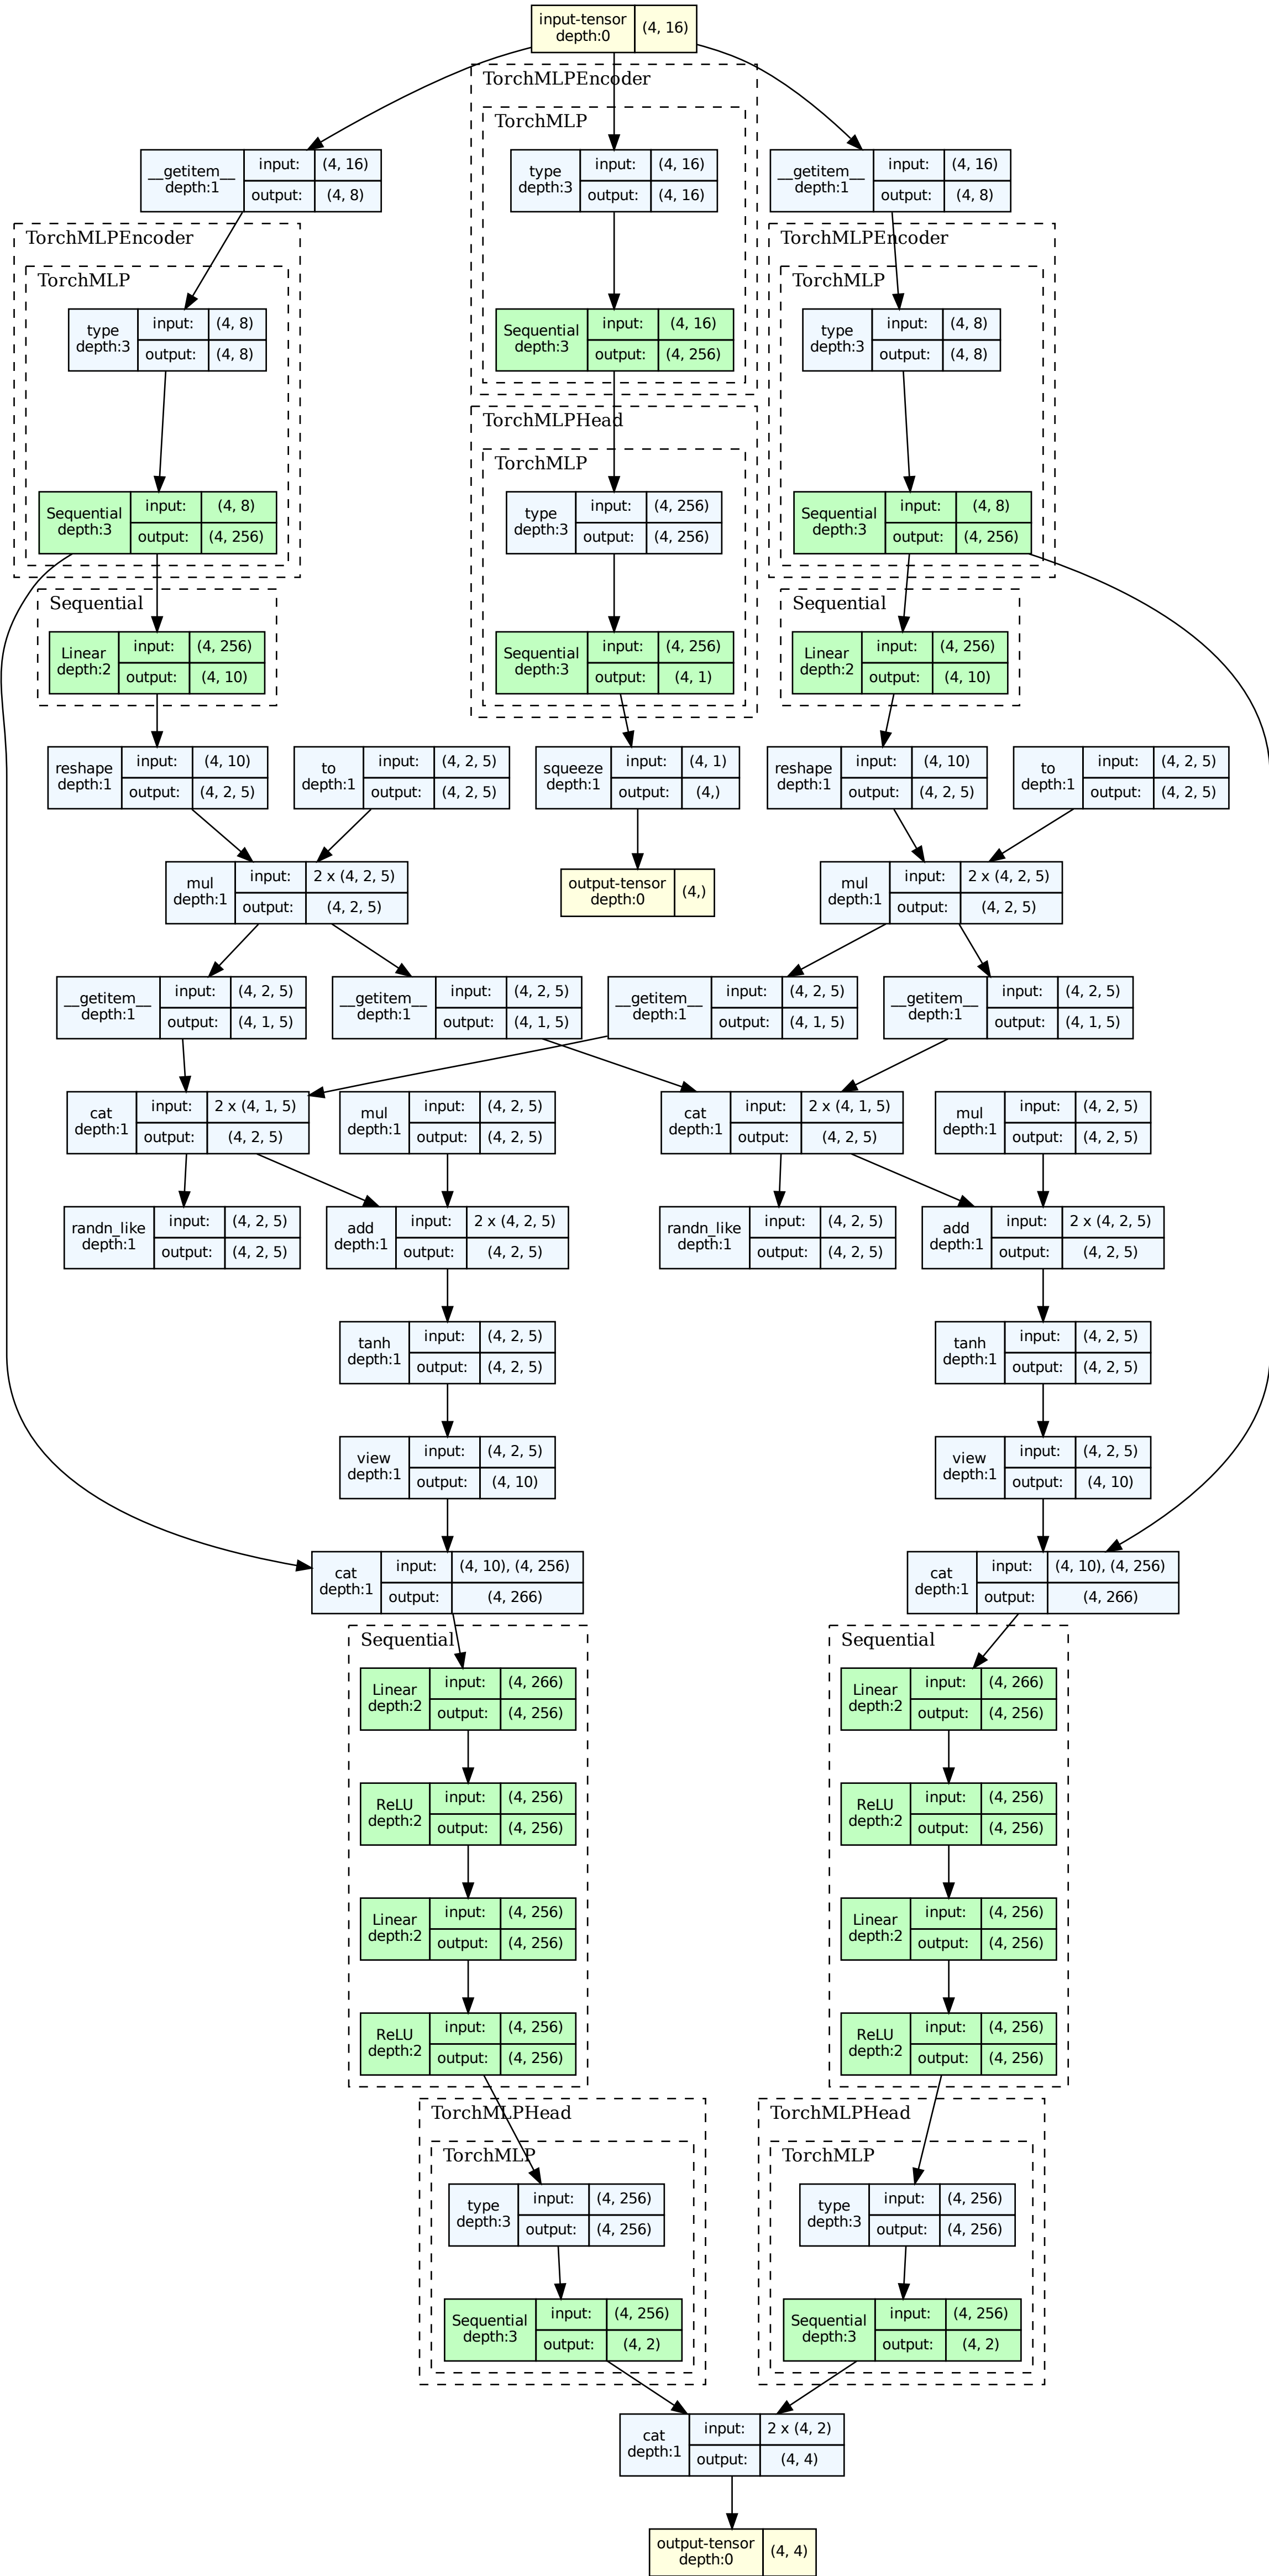 input-tensor
depth:0
(4, 16)
TorchMLPEncoder
TorchMLP
__getitem__
depth:1
input:
(4, 16)
output:
(4, 8)
type
depth:3
input:
(4, 16)
output:
(4, 16)
__getitem__
depth:1
input:
(4, 16)
output:
(4, 8)
TorchMLPEncoder
TorchMLP
TorchMLPEncoder
TorchMLP
type
depth:3
input:
(4, 8)
output:
(4, 8)
Sequential
depth:3
input:
(4, 16)
output:
(4, 256)
type
depth:3
input:
(4, 8)
output:
(4, 8)
TorchMLPHead
TorchMLP
Sequential
depth:3
input:
(4, 8)
output:
(4, 256)
type
depth:3
input:
(4, 256)
output:
(4, 256)
Sequential
depth:3
input:
(4, 8)
output:
(4, 256)
Sequential
Sequential
Linear
depth:2
input:
(4, 256)
output:
(4, 10)
Sequential
depth:3
input:
(4, 256)
output:
(4, 1)
Linear
depth:2
input:
(4, 256)
output:
(4, 10)
reshape
depth:1
input:
(4, 10)
output:
(4, 2, 5)
to
depth:1
input:
(4, 2, 5)
output:
(4, 2, 5)
squeeze
depth:1
input:
(4, 1)
output:
(4,)
reshape
depth:1
input:
(4, 10)
output:
(4, 2, 5)
to
depth:1
input:
(4, 2, 5)
output:
(4, 2, 5)
mul
depth:1
input:
2 x (4, 2, 5)
output:
(4, 2, 5)
output-tensor
depth:0
(4,)
mul
depth:1
input:
2 x (4, 2, 5)
output:
(4, 2, 5)
__getitem__
depth:1
input:
(4, 2, 5)
output:
(4, 1, 5)
__getitem__
depth:1
input:
(4, 2, 5)
output:
(4, 1, 5)
__getitem__
depth:1
input:
(4, 2, 5)
output:
(4, 1, 5)
__getitem__
depth:1
input:
(4, 2, 5)
output:
(4, 1, 5)
cat
depth:1
input:
2 x (4, 1, 5)
output:
(4, 2, 5)
mul
depth:1
input:
(4, 2, 5)
output:
(4, 2, 5)
cat
depth:1
input:
2 x (4, 1, 5)
output:
(4, 2, 5)
mul
depth:1
input:
(4, 2, 5)
output:
(4, 2, 5)
randn_like
depth:1
input:
(4, 2, 5)
output:
(4, 2, 5)
add
depth:1
input:
2 x (4, 2, 5)
output:
(4, 2, 5)
randn_like
depth:1
input:
(4, 2, 5)
output:
(4, 2, 5)
add
depth:1
input:
2 x (4, 2, 5)
output:
(4, 2, 5)
tanh
depth:1
input:
(4, 2, 5)
output:
(4, 2, 5)
tanh
depth:1
input:
(4, 2, 5)
output:
(4, 2, 5)
view
depth:1
input:
(4, 2, 5)
output:
(4, 10)
view
depth:1
input:
(4, 2, 5)
output:
(4, 10)
cat
depth:1
input:
(4, 10), (4, 256)
output:
(4, 266)
cat
depth:1
input:
(4, 10), (4, 256)
output:
(4, 266)
Sequential
Sequential
Linear
depth:2
input:
(4, 266)
output:
(4, 256)
Linear
depth:2
input:
(4, 266)
output:
(4, 256)
ReLU
depth:2
input:
(4, 256)
output:
(4, 256)
ReLU
depth:2
input:
(4, 256)
output:
(4, 256)
Linear
depth:2
input:
(4, 256)
output:
(4, 256)
Linear
depth:2
input:
(4, 256)
output:
(4, 256)
ReLU
depth:2
input:
(4, 256)
output:
(4, 256)
ReLU
depth:2
input:
(4, 256)
output:
(4, 256)
TorchMLPHead
TorchMLP
TorchMLPHead
TorchMLP
type
depth:3
input:
(4, 256)
output:
(4, 256)
type
depth:3
input:
(4, 256)
output:
(4, 256)
Sequential
depth:3
input:
(4, 256)
output:
(4, 2)
Sequential
depth:3
input:
(4, 256)
output:
(4, 2)
cat
depth:1
input:
2 x (4, 2)
output:
(4, 4)
output-tensor
depth:0
(4, 4)